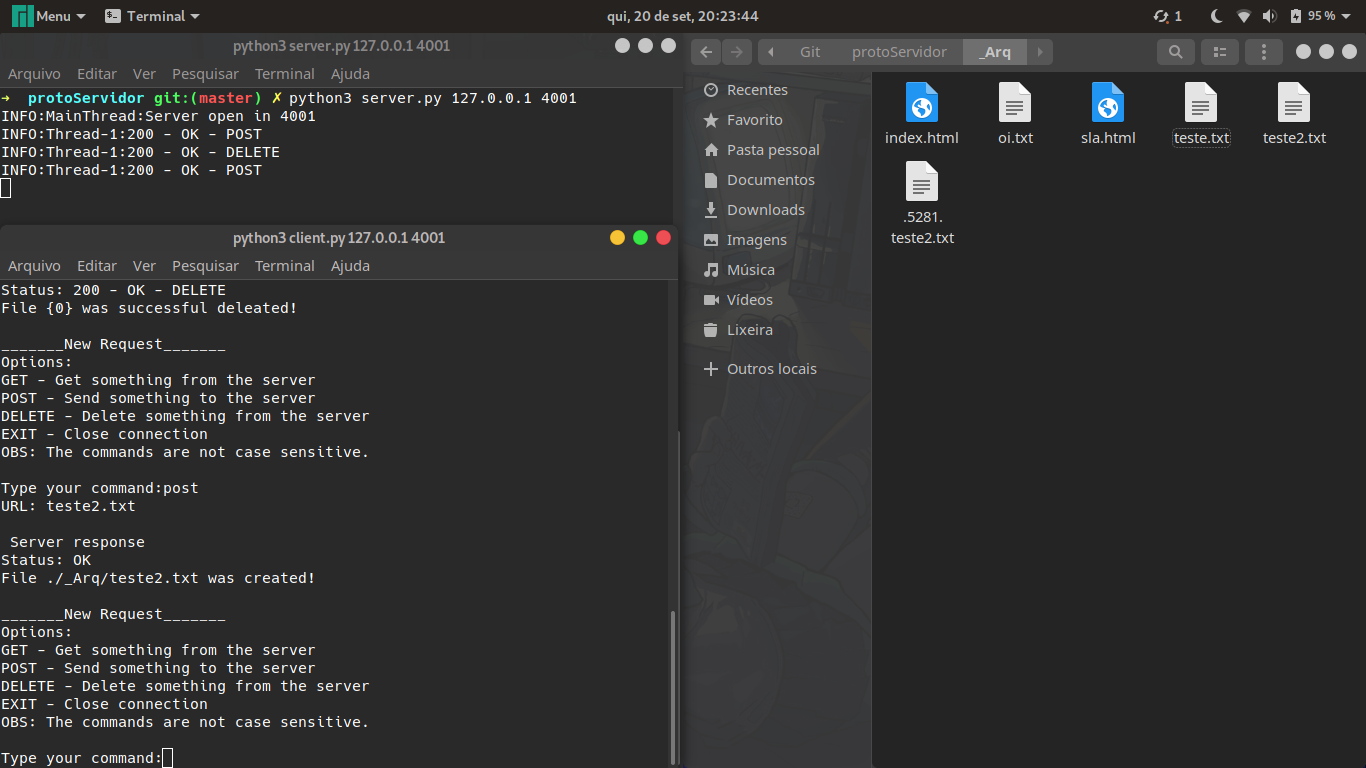 Menu
Terminal
qui, 20 de set, 20:23:44
1
95 %
python3 server.py 127.0.0.1 4001
Arquivo Editar Ver Pesquisar Terminal Ajuda
➜ protoServidor git:(master) ✗ python3 server.py 127.0.0.1 4001
INFO:MainThread:Server open in 4001
INFO:Thread-1:200 - OK - POST
INFO:Thread-1:200 - OK - DELETE
INFO:Thread-1:200 - OK - POST
python3 client.py 127.0.0.1 4001
Arquivo Editar Ver Pesquisar Terminal Ajuda
Status: 200 - OK - DELETE
File {0} was successful deleated!
_______New Request_______
Options:
GET - Get something from the server
POST - Send something to the server
DELETE - Delete something from the server
EXIT - Close connection
OBS: The commands are not case sensitive.
Type your command:post
URL: teste2.txt
Server response
Status: OK
File ./_Arq/teste2.txt was created!
_______New Request_______
Options:
GET - Get something from the server
POST - Send something to the server
DELETE - Delete something from the server
EXIT - Close connection
OBS: The commands are not case sensitive.
Type your command:
Git protoServidor _Arq
Recentes
Favorito
Pasta pessoal
Documentos
Downloads
Imagens
Música
Vídeos
Lixeira
Outros locais
index.html oi.txt sla.html teste.txt teste2.txt
.5281.
teste2.txt